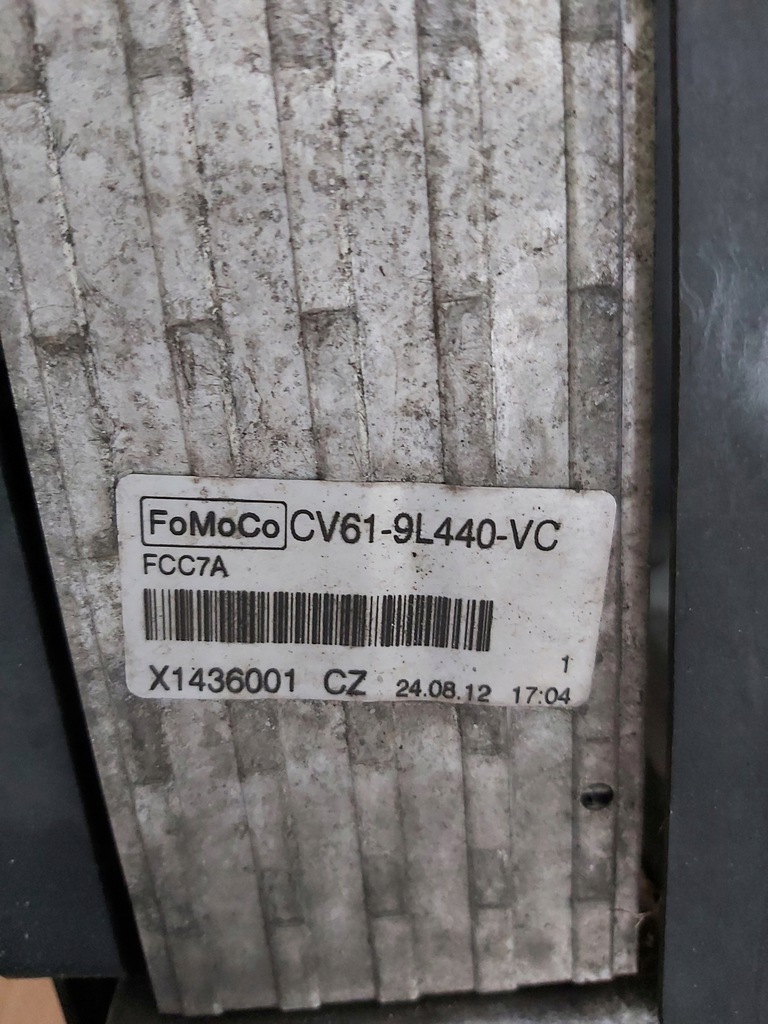 FoMoCo CV61-9L440-VC
FCC7A
1
X1436001 CZ 24.08.12 17:04